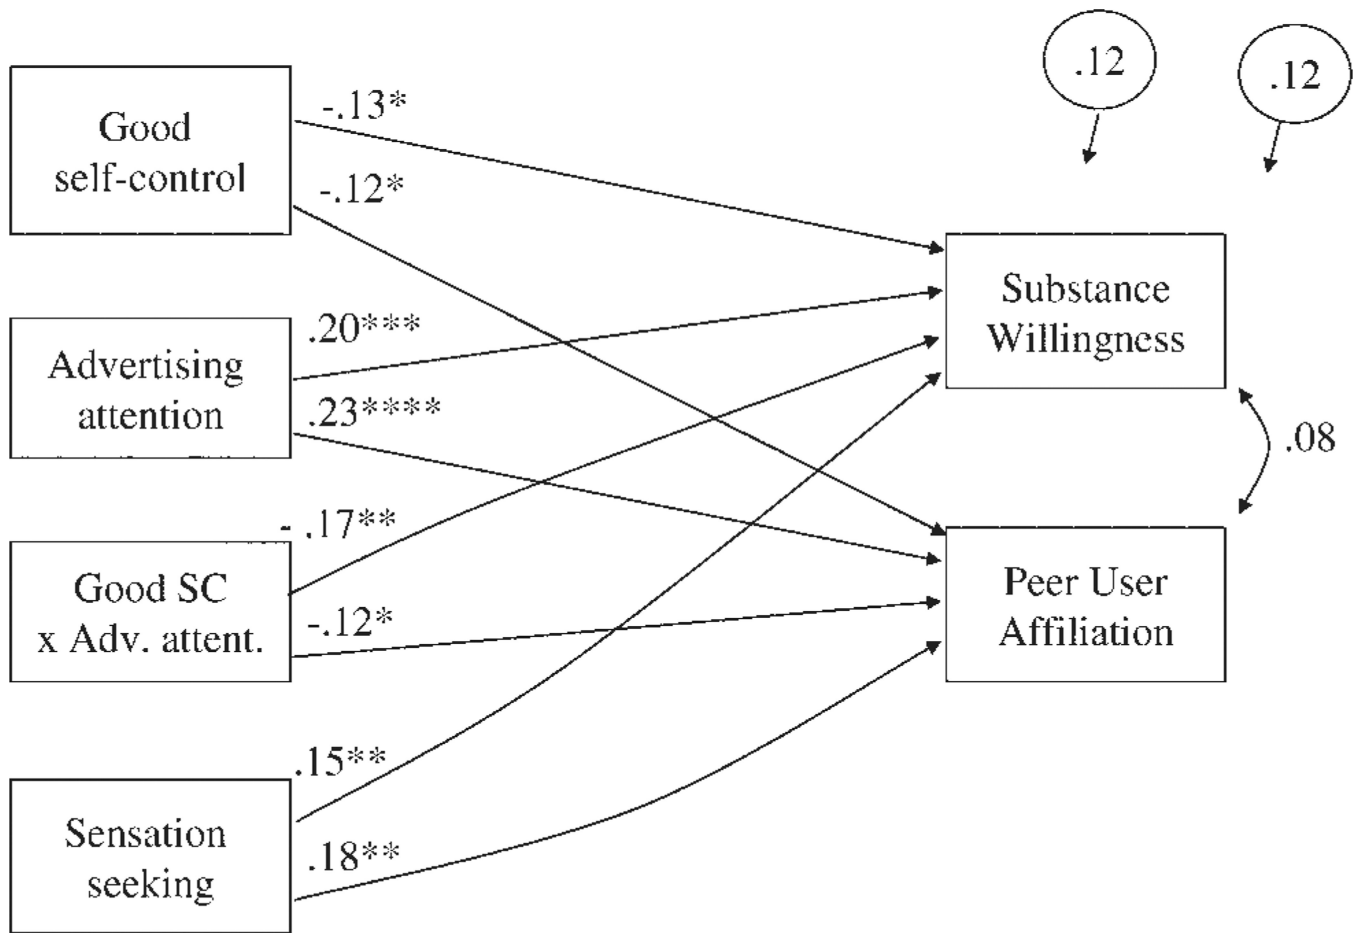 .12
.12
Good
self-control
-.13*
-.12*
Substance
Willingness
Advertising
attention
.20***
.23****
.08
Good SC
x Adv. attent.
- .17**
-.12*
Peer User
Affiliation
Sensation
seeking
.15**
.18**